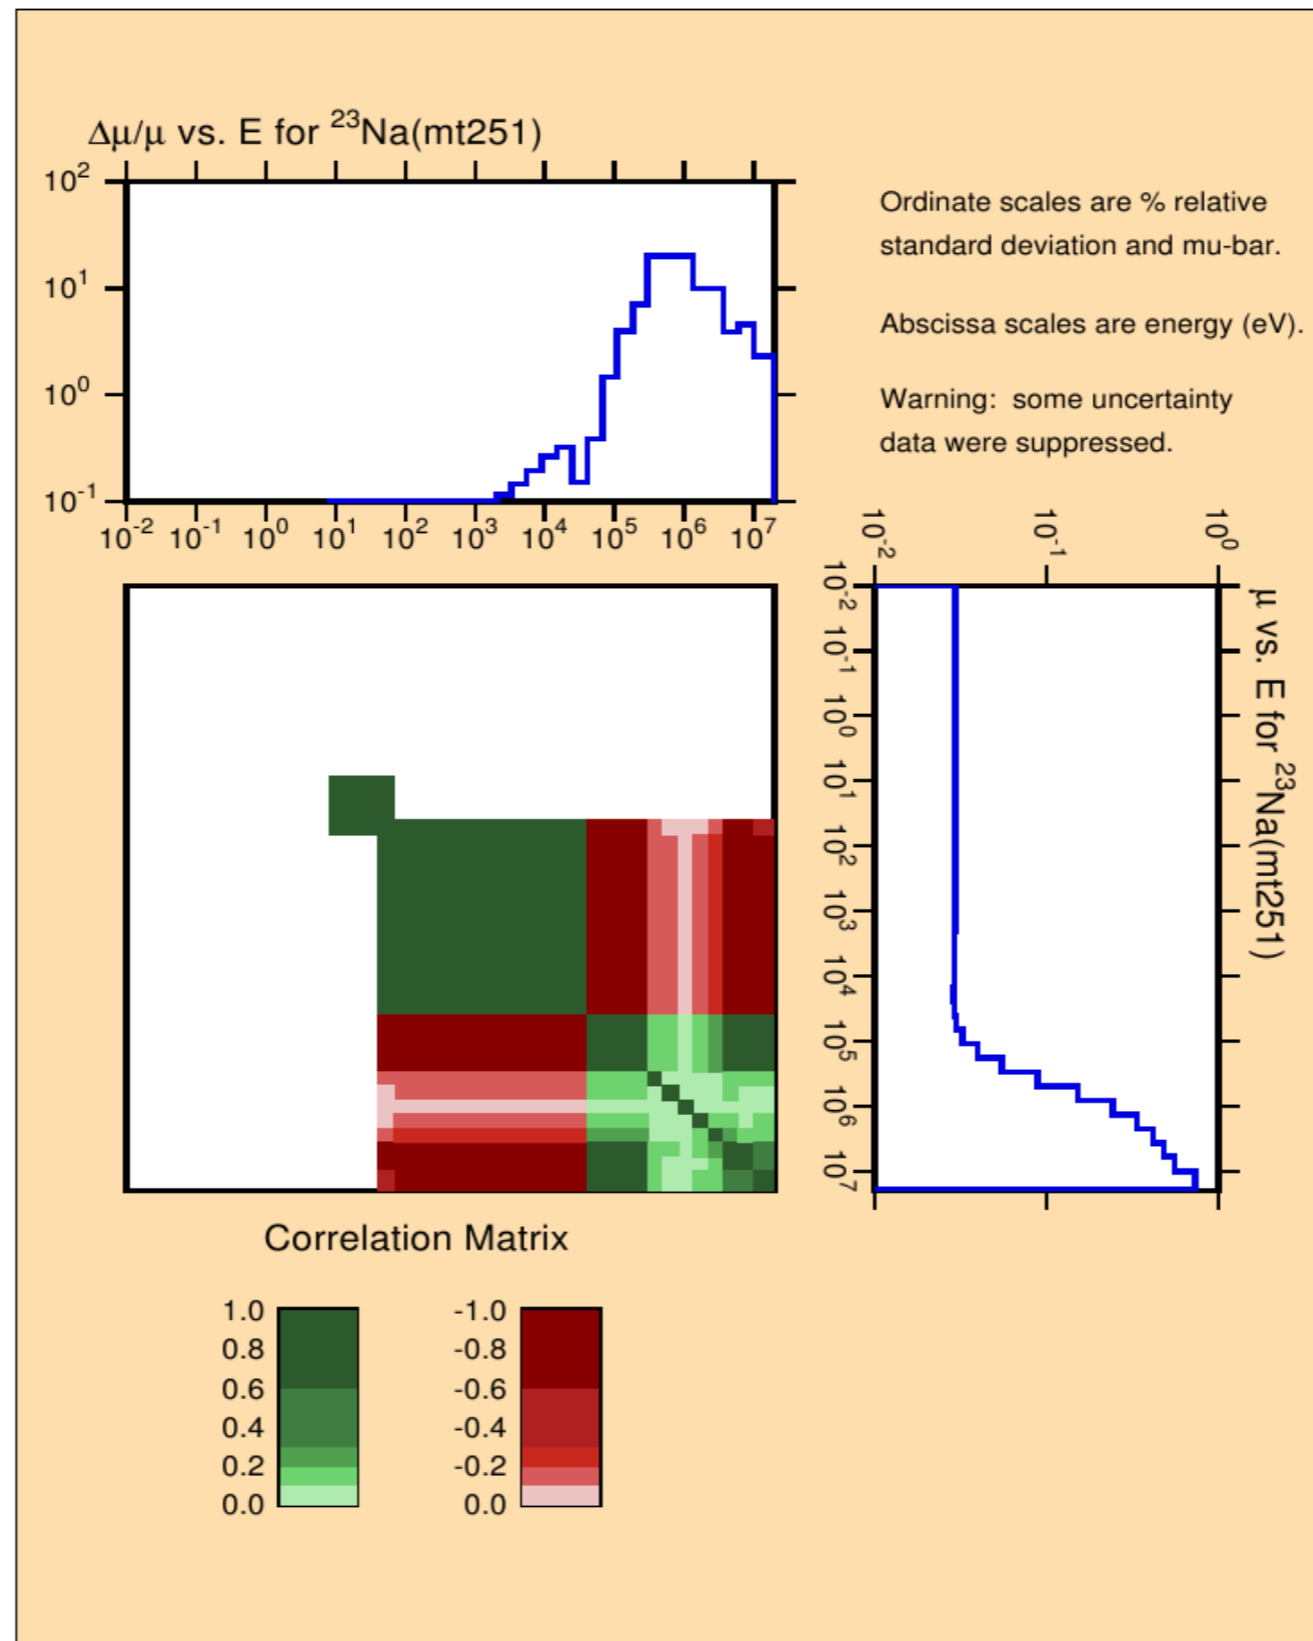 Δμ/μ vs. E for ²³Na(mt251)
10²
10¹
10⁰
10⁻¹
10⁻² 10⁻¹ 10⁰ 10¹ 10² 10³ 10⁴ 10⁵ 10⁶ 10⁷
Ordinate scales are % relative
standard deviation and mu-bar.
Abscissa scales are energy (eV).
Warning: some uncertainty
data were suppressed.
10⁻² 10⁻¹ 10⁰
10⁻² 10⁻¹ 10⁰ 10¹ 10² 10³ 10⁴ 10⁵ 10⁶ 10⁷
μ vs. E for ²³Na(mt251)
Correlation Matrix
1.0 -1.0
0.8 -0.8
0.6 -0.6
0.4 -0.4
0.2 -0.2
0.0 0.0